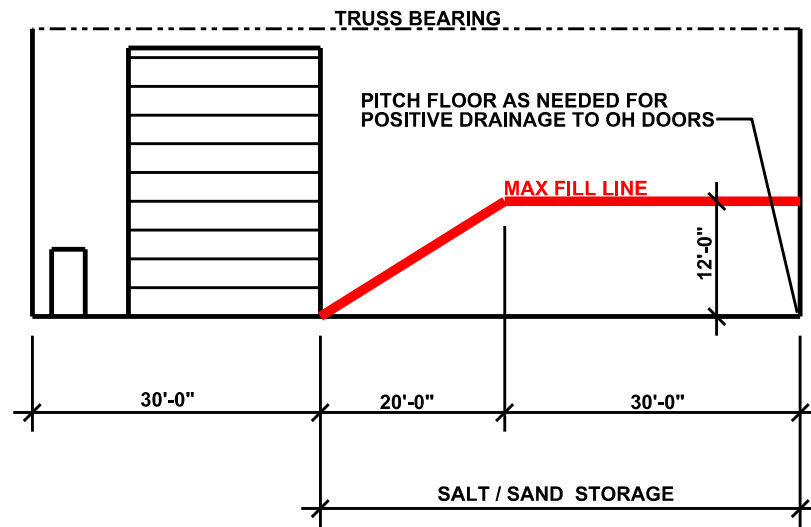 TRUSS BEARING
PITCH FLOOR AS NEEDED FOR
POSITIVE DRAINAGE TO OH DOORS
MAX FILL LINE
12'-0"
30'-0"
20'-0"
30'-0"
SALT / SAND STORAGE